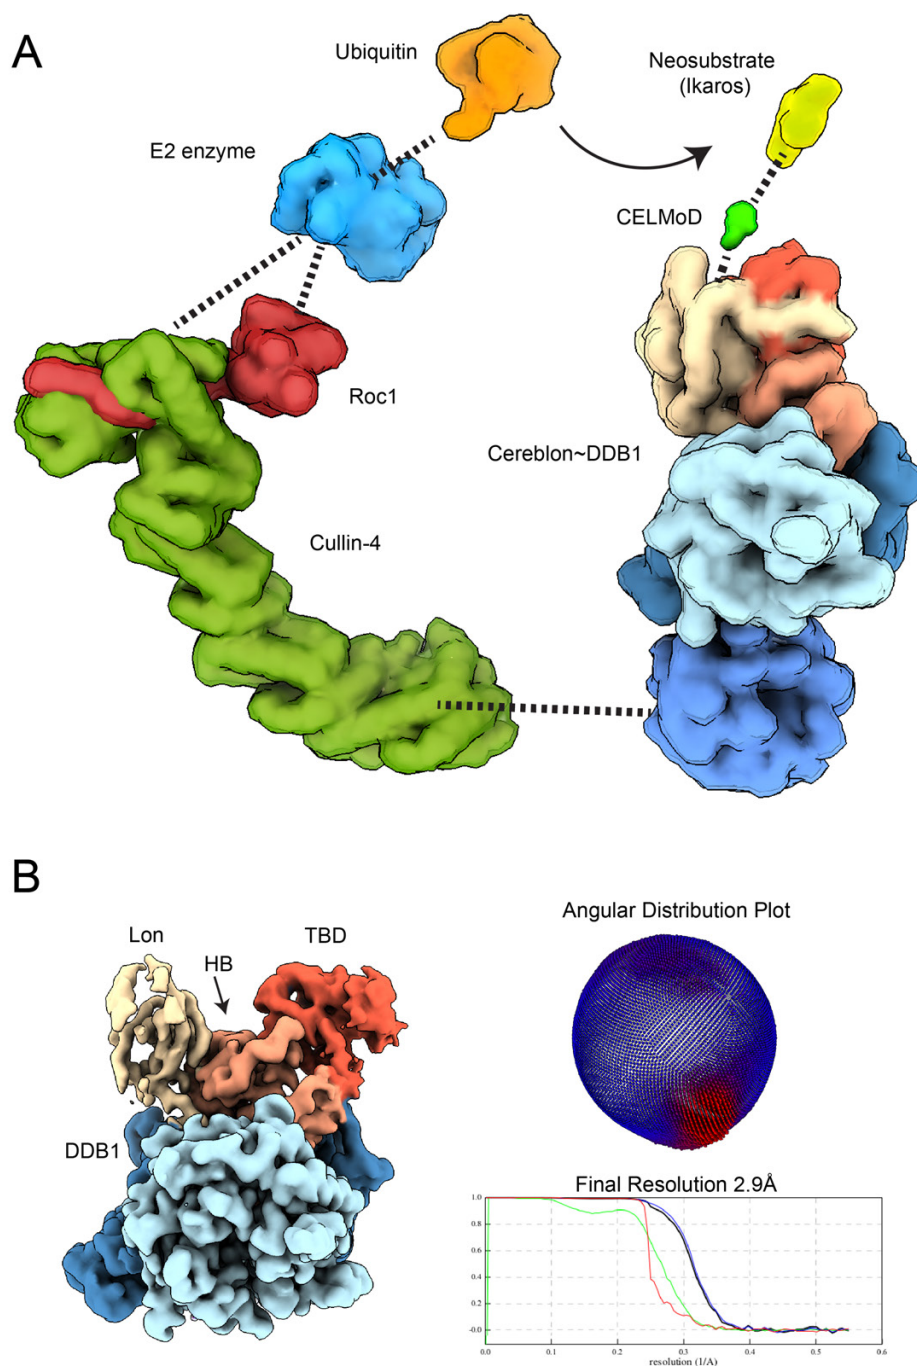 A
Ubiquitin
Neosubstrate
(Ikaros)
E2 enzyme
CELMoD
Roc1
Cereblon~DDB1
Cullin-4
B
Angular Distribution Plot
Lon
TBD
HB
DDB1
Final Resolution 2.9Å
1.0
0.8
0.6
0.4
0.2
-0.0
0.0
0.1
0.2
0.3
0.4
0.5
0.6
resolution (1/A)